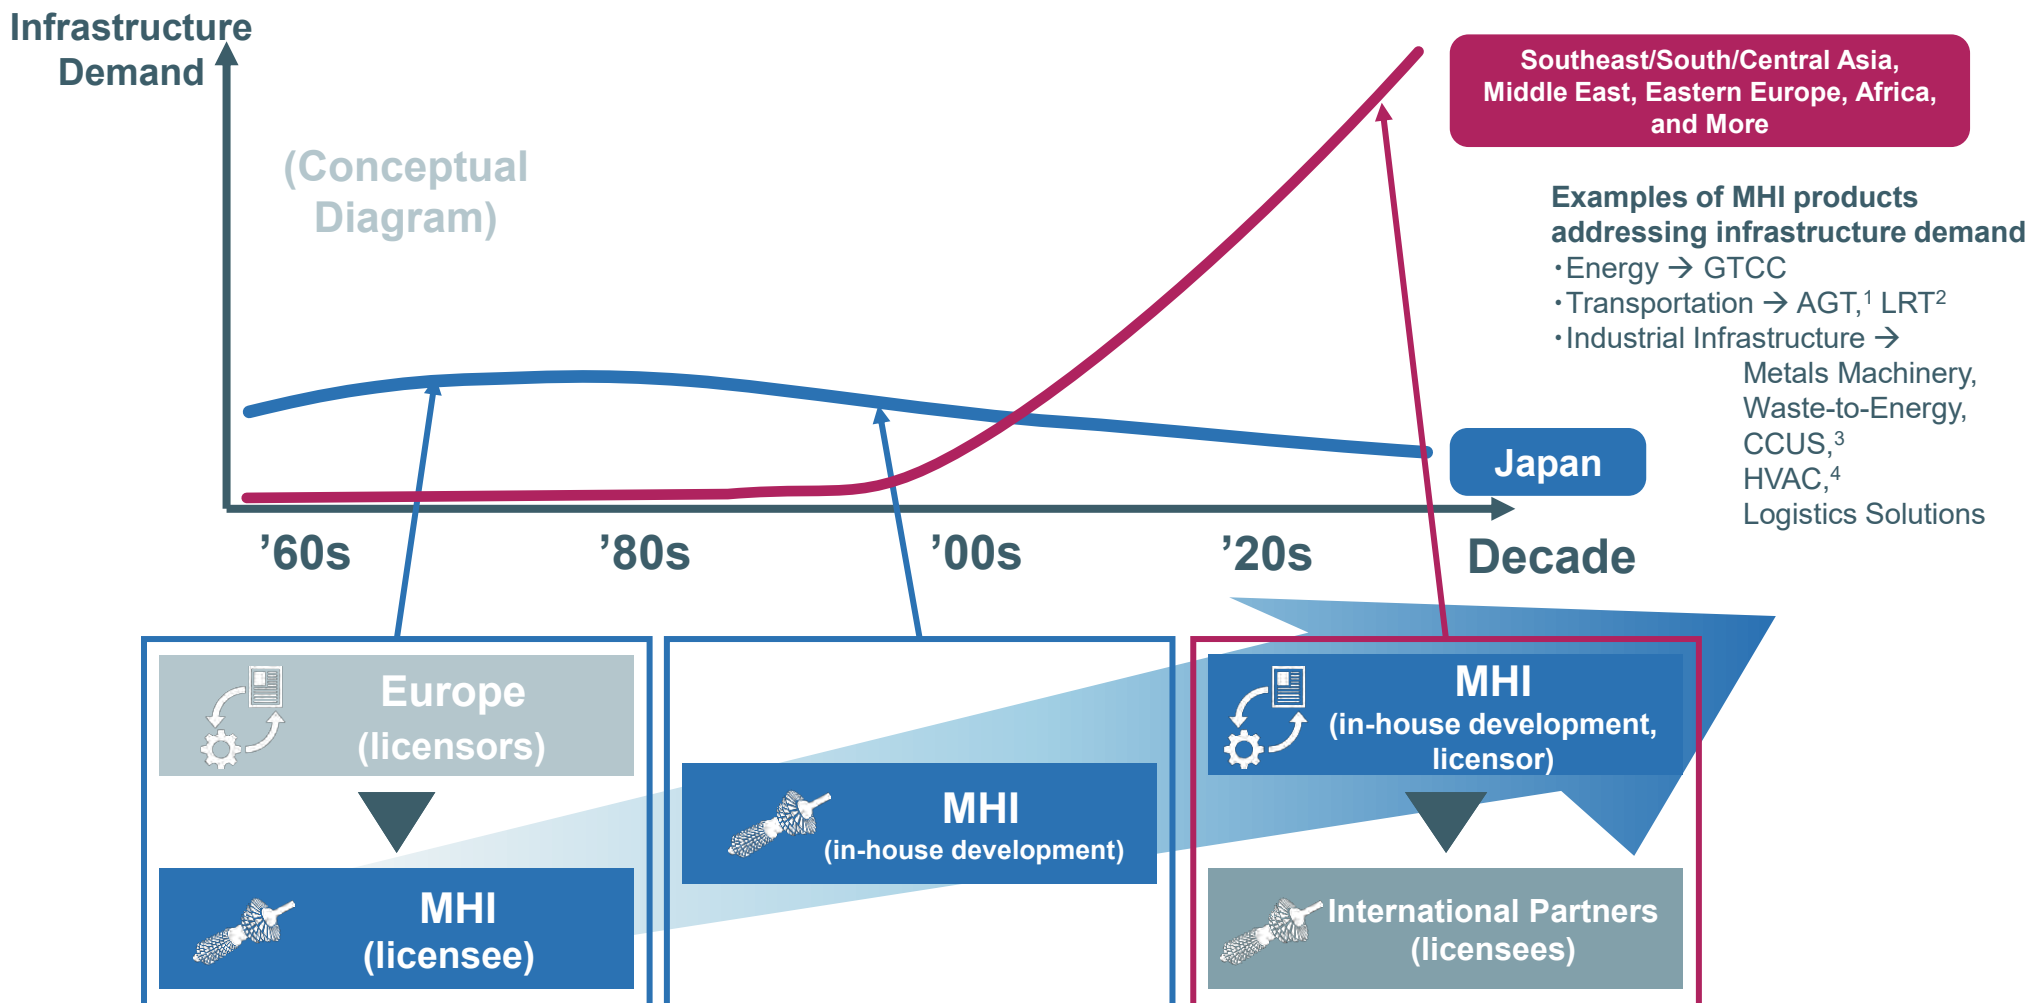 Infrastructure
Demand
(Conceptual
Diagram)
Southeast/South/Central Asia,
Middle East, Eastern Europe, Africa,
and More
Examples of MHI products
addressing infrastructure demand
・Energy → GTCC
・Transportation → AGT,¹ LRT²
・Industrial Infrastructure →
Metals Machinery,
Waste-to-Energy,
CCUS,³
HVAC,⁴
Logistics Solutions
Japan
’60s
’80s
’00s
’20s
Decade
Europe
(licensors)
MHI
(licensee)
MHI
(in-house development)
MHI
(in-house development,
licensor)
International Partners
(licensees)